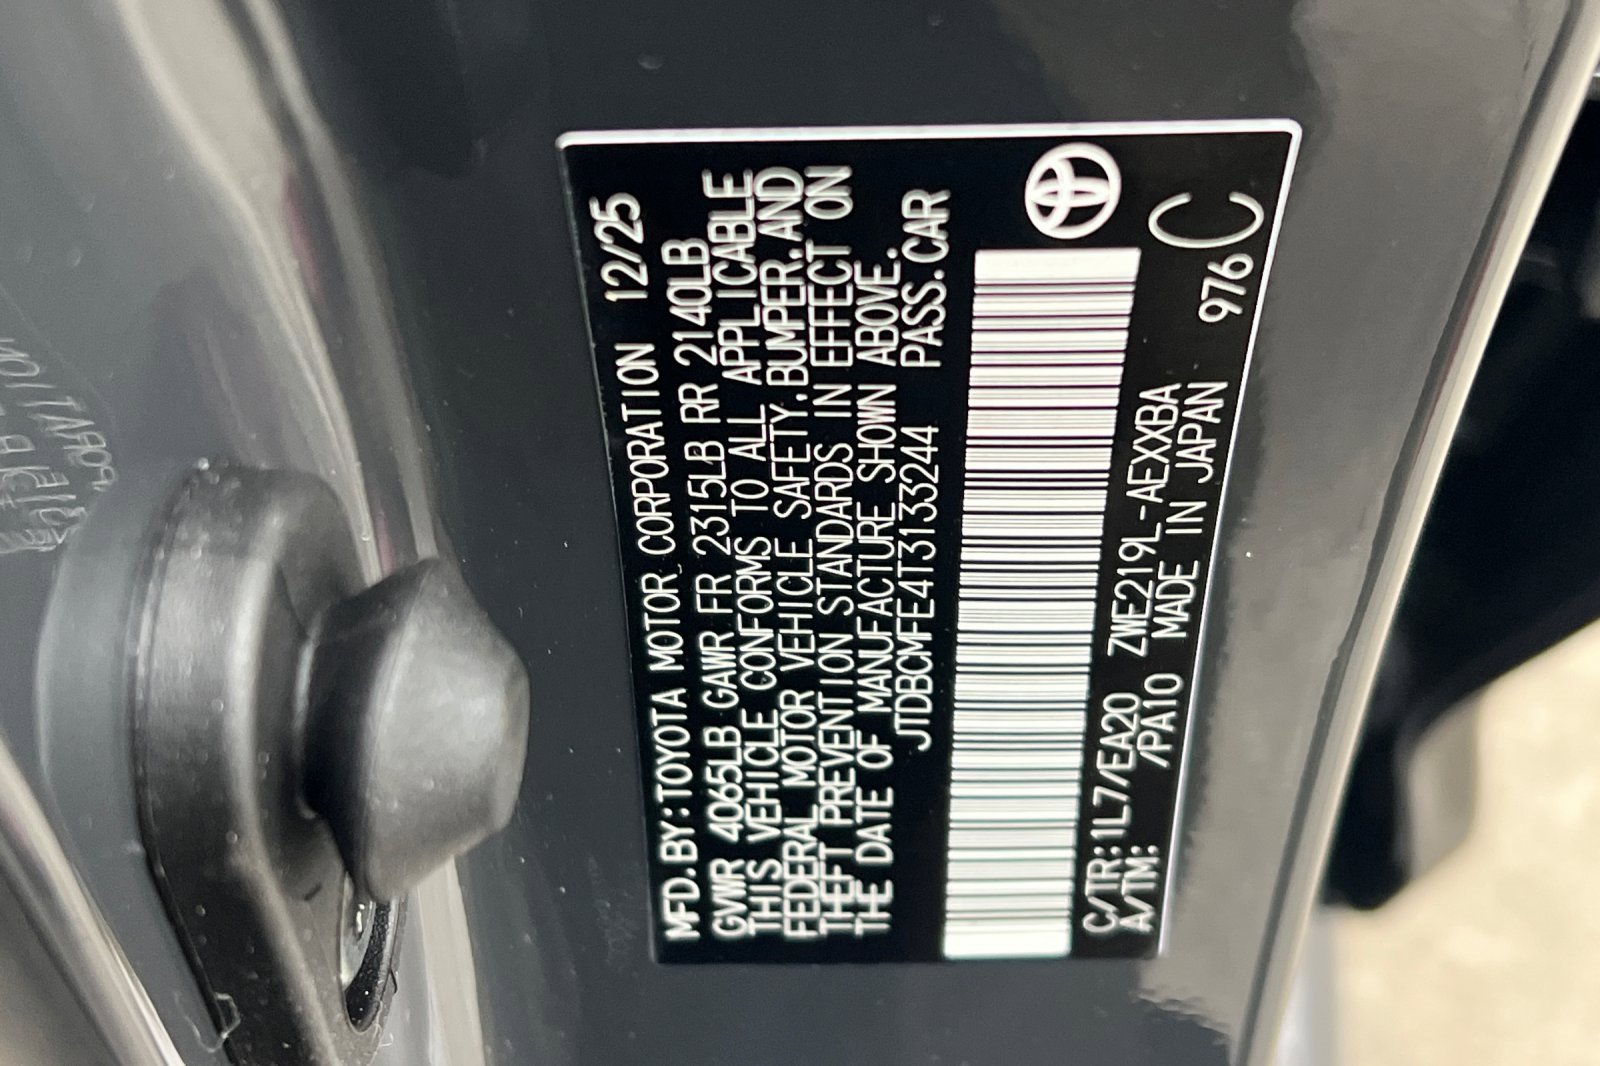 MFD.BY:TOYOTA MOTOR CORPORATION 12/25
GVWR 4065LB GAWR FR 2315LB RR 2140LB
THIS VEHICLE CONFORMS TO ALL APPLICABLE
FEDERAL MOTOR VEHICLE SAFETY,BUMPER,AND
THEFT PREVENTION STANDARDS IN EFFECT ON
THE DATE OF MANUFACTURE SHOWN ABOVE.
JTDBCMFE4T3133244 PASS.CAR
C/TR:1L7/EA20 ZWE219L-AEXXBA
A/TM: /PA10 MADE IN JAPAN 976 C